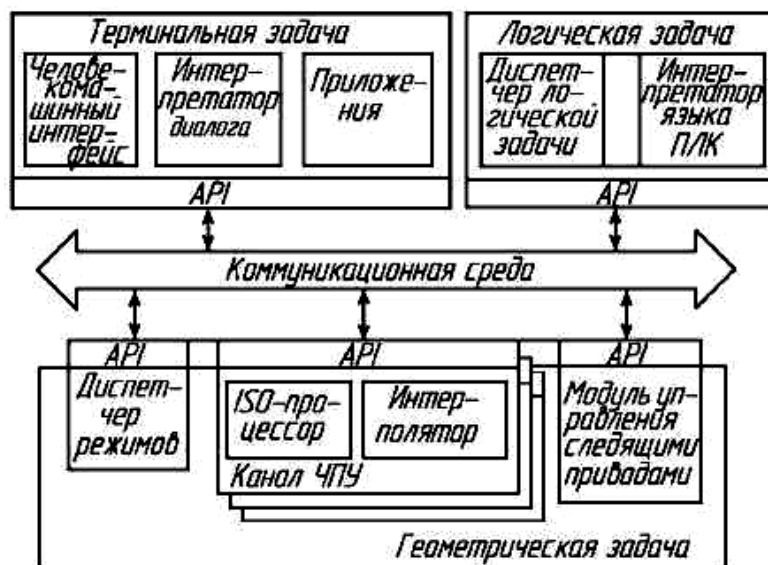 Терминальная задача
Челове-
кома-
шинный
интер-
фейс
Интер-
претатор
диалога
Приложе-
ния
API
Логическая задача
Диспет-
чер ло-
гической
задачи
Интер-
претатор
языка
ПЛК
API
Коммуникационная среда
API
Диспет-
чер
режимов
API
ISO-про-
цессор
Интер-
полятор
Канал ЧПУ
API
Модуль уп-
равления
следящими
приводами
Геометрическая задача